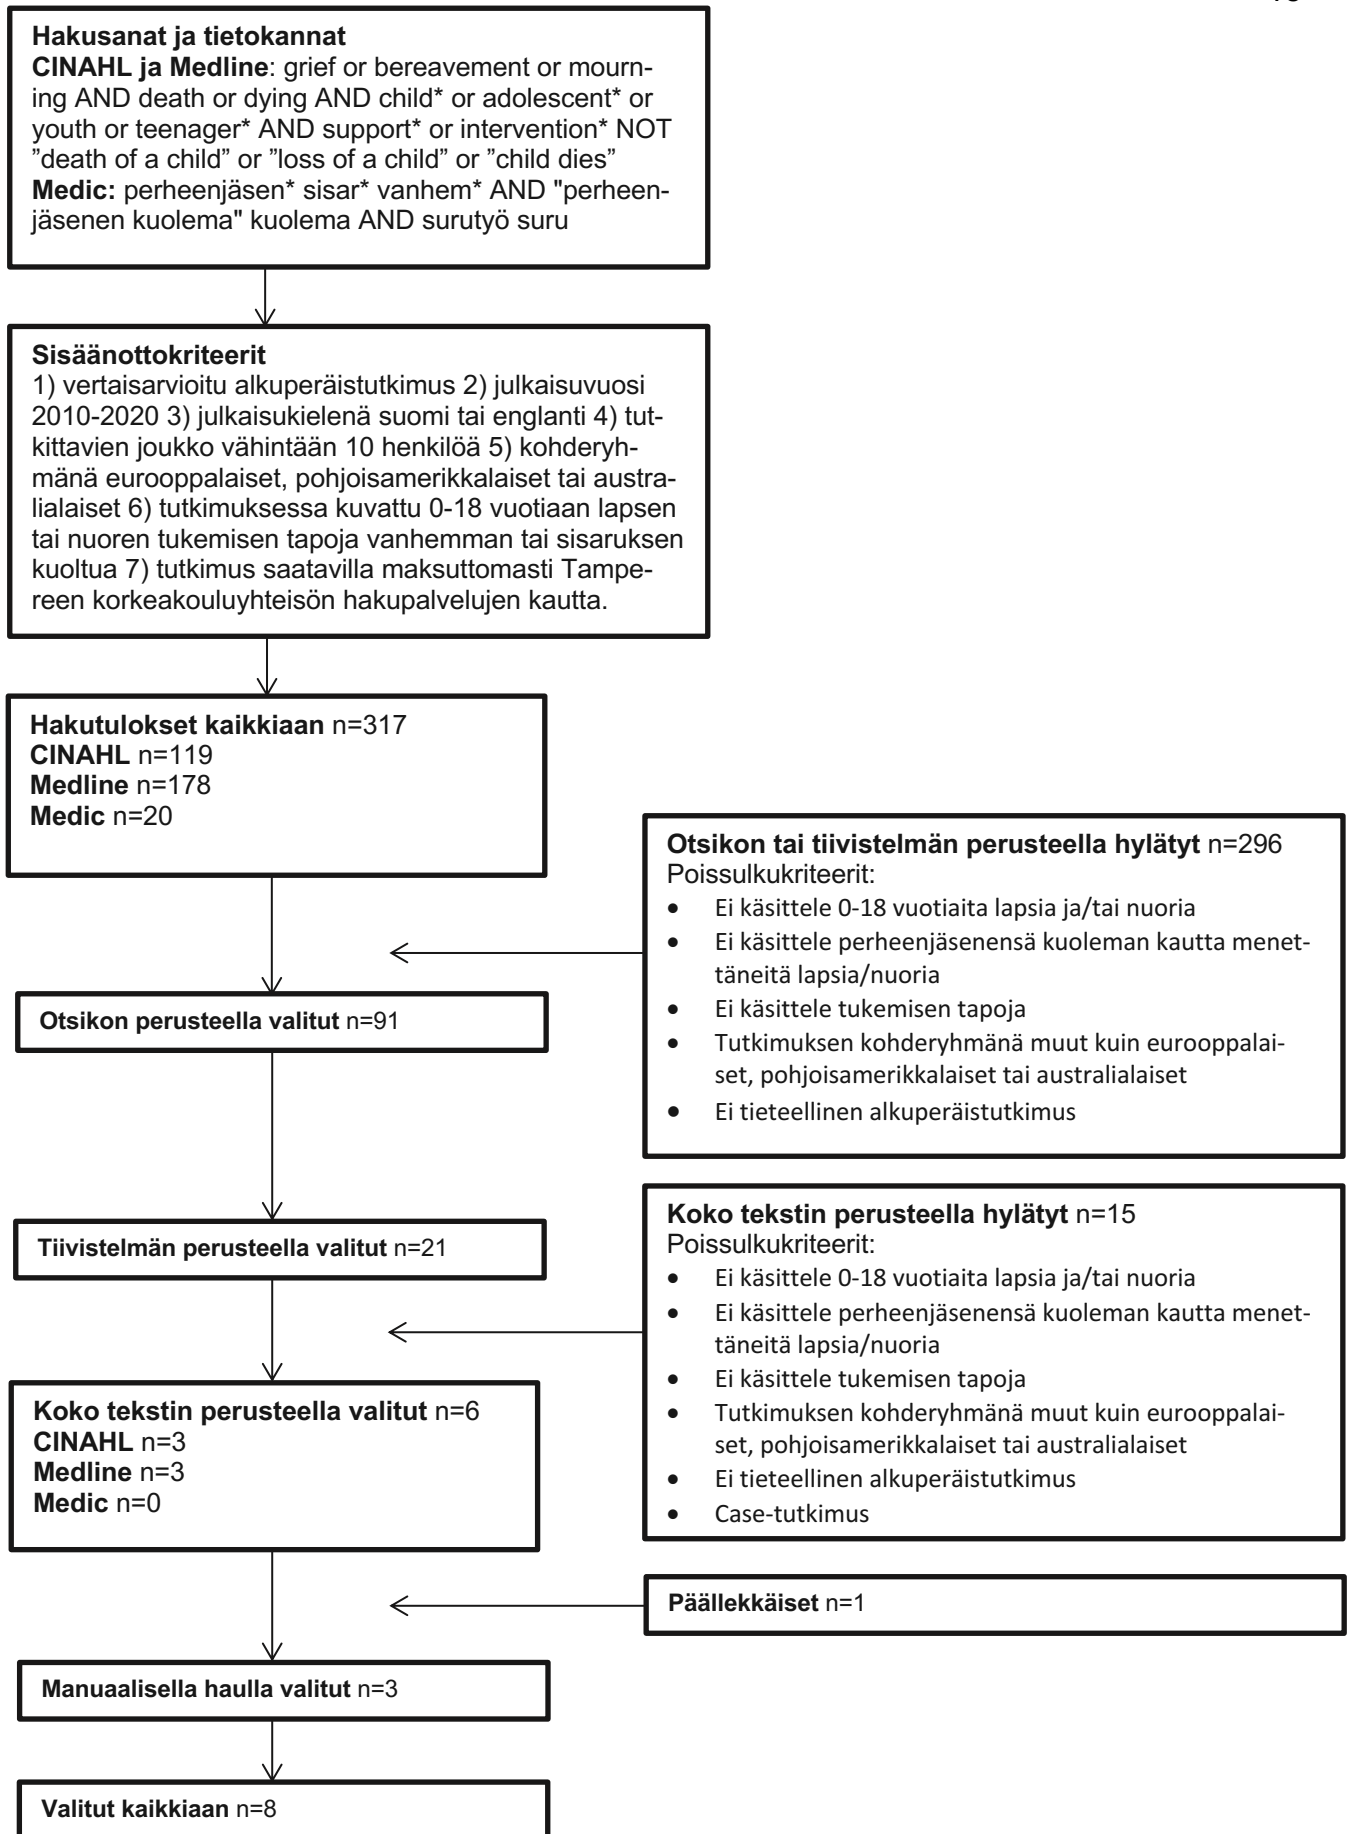 Hakusanat ja tietokannat
CINAHL ja Medline: grief or bereavement or mourn-
ing AND death or dying AND child* or adolescent* or
youth or teenager* AND support* or intervention* NOT
”death of a child” or ”loss of a child” or ”child dies”
Medic: perheenjäsen* sisar* vanhem* AND "perheen-
jäsenen kuolema" kuolema AND surutyö suru
Sisäänottokriteerit
1) vertaisarvioitu alkuperäistutkimus 2) julkaisuvuosi
2010-2020 3) julkaisukielenä suomi tai englanti 4) tut-
kittavien joukko vähintään 10 henkilöä 5) kohderyh-
mänä eurooppalaiset, pohjoisamerikkalaiset tai austra-
lialaiset 6) tutkimuksessa kuvattu 0-18 vuotiaan lapsen
tai nuoren tukemisen tapoja vanhemman tai sisaruksen
kuoltua 7) tutkimus saatavilla maksuttomasti Tampe-
reen korkeakouluyhteisön hakupalvelujen kautta.
Hakutulokset kaikkiaan n=317
CINAHL n=119
Medline n=178
Medic n=20
Otsikon tai tiivistelmän perusteella hylätyt n=296
Poissulkukriteerit:
• Ei käsittele 0-18 vuotiaita lapsia ja/tai nuoria
• Ei käsittele perheenjäsenensä kuoleman kautta menet-
täneitä lapsia/nuoria
• Ei käsittele tukemisen tapoja
• Tutkimuksen kohderyhmänä muut kuin eurooppalai-
set, pohjoisamerikkalaiset tai australialaiset
• Ei tieteellinen alkuperäistutkimus
Otsikon perusteella valitut n=91
Tiivistelmän perusteella valitut n=21
Koko tekstin perusteella hylätyt n=15
Poissulkukriteerit:
• Ei käsittele 0-18 vuotiaita lapsia ja/tai nuoria
• Ei käsittele perheenjäsenensä kuoleman kautta menet-
täneitä lapsia/nuoria
• Ei käsittele tukemisen tapoja
• Tutkimuksen kohderyhmänä muut kuin eurooppalai-
set, pohjoisamerikkalaiset tai australialaiset
• Ei tieteellinen alkuperäistutkimus
• Case-tutkimus
Koko tekstin perusteella valitut n=6
CINAHL n=3
Medline n=3
Medic n=0
Päällekkäiset n=1
Manuaalisella haulla valitut n=3
Valitut kaikkiaan n=8